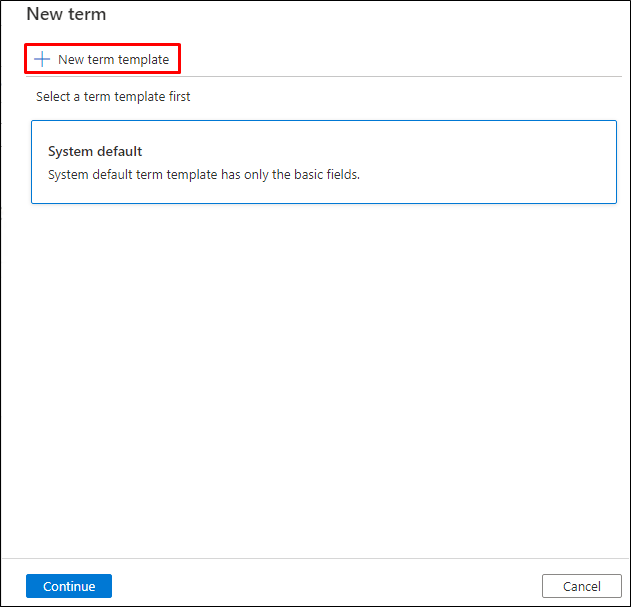 New term
New term template
Select a term template first
System default
System default term template has only the basic fields.
Continue
Cancel